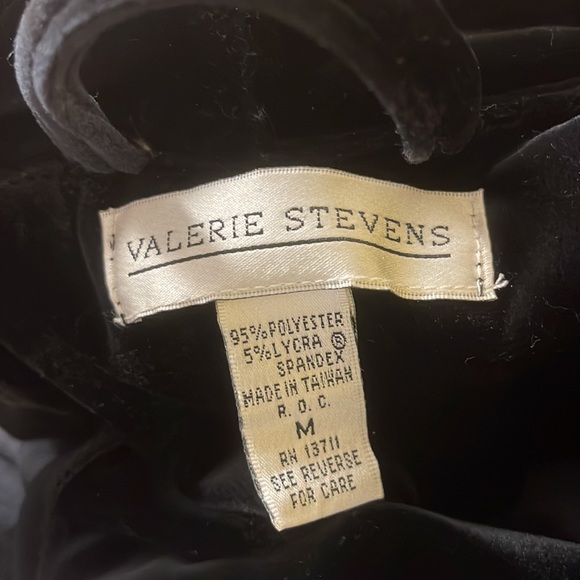 VALERIE STEVENS
95% POLYESTER
5% LYCRA ®
SPANDEX
MADE IN TAIWAN
R. O. C.
M
RN 13711
SEE REVERSE
FOR CARE